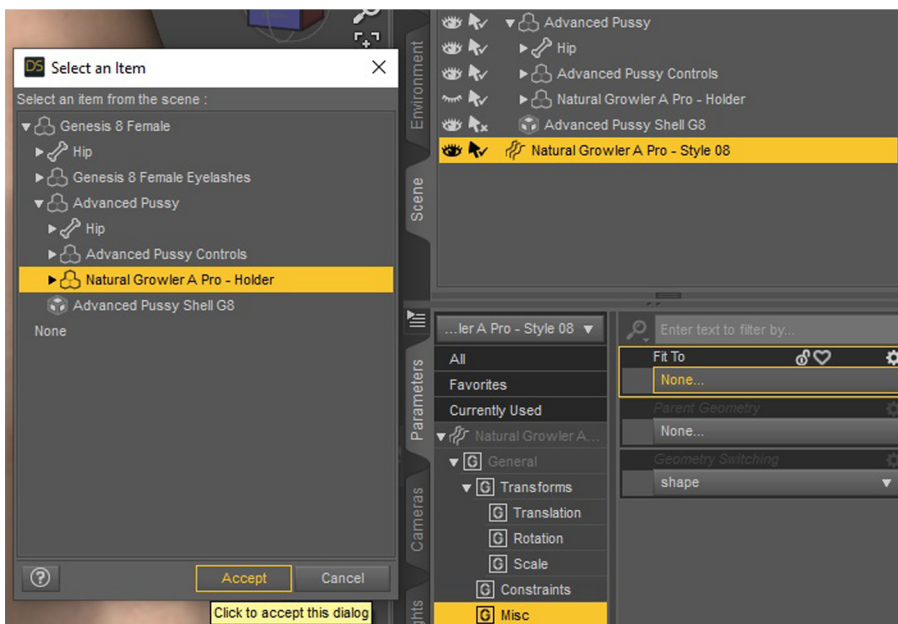 Select an Item
Select an item from the scene :
Genesis 8 Female
Hip
Genesis 8 Female Eyelashes
Advanced Pussy
Hip
Advanced Pussy Controls
Natural Growler A Pro - Holder
Advanced Pussy Shell G8
None
Accept
Cancel
Click to accept this dialog
Environment
Scene
Advanced Pussy
Hip
Advanced Pussy Controls
Natural Growler A Pro - Holder
Advanced Pussy Shell G8
Natural Growler A Pro - Style 08
Parameters
Cameras
...ler A Pro - Style 08
All
Favorites
Currently Used
Natural Growler A...
General
Transforms
Translation
Rotation
Scale
Constraints
Misc
Enter text to filter by...
Fit To
None...
Parent Geometry
None...
Geometry Switching
shape